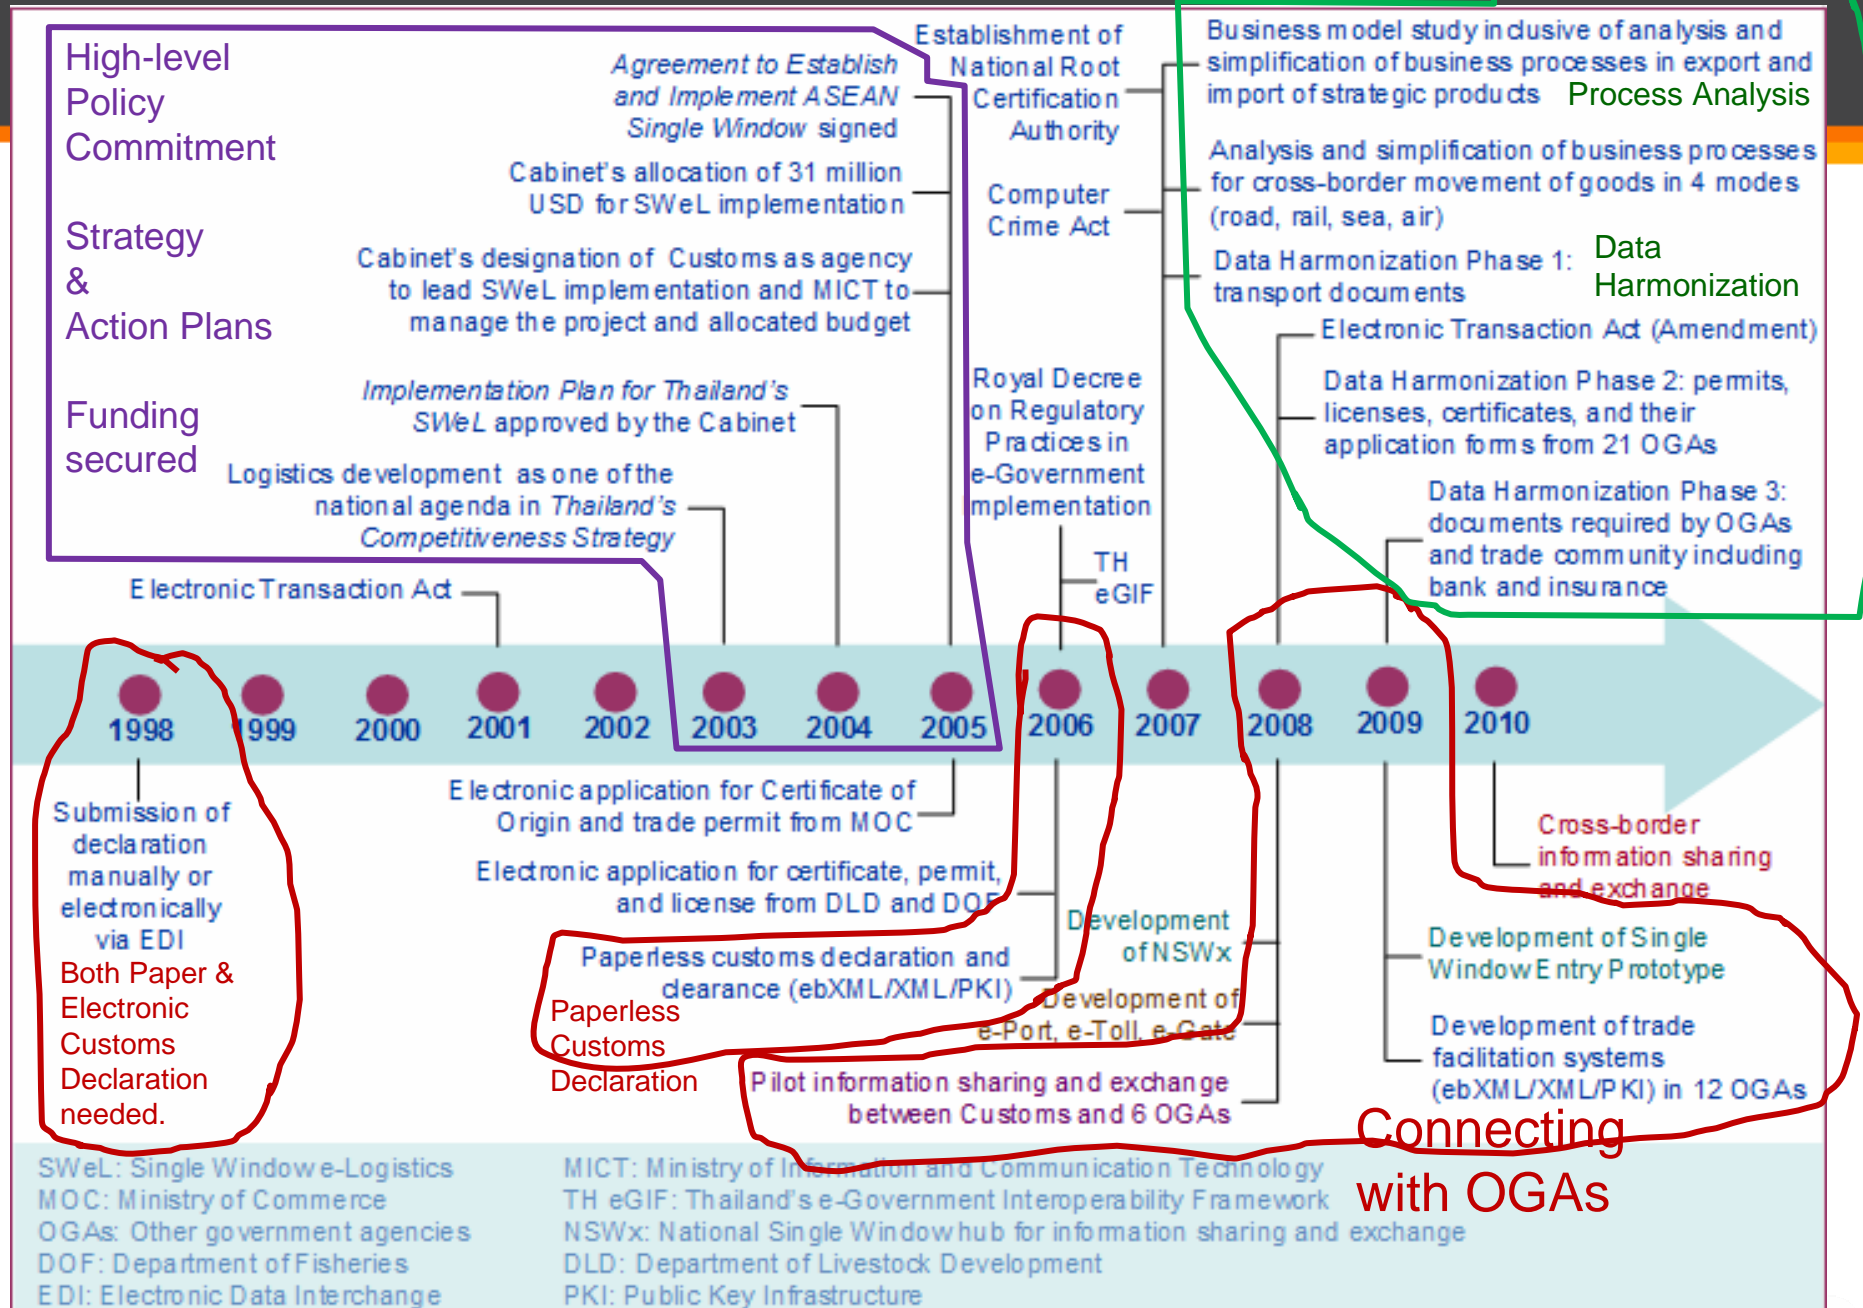 High-level
Policy
Commitment
Strategy
&
Action Plans
Funding
secured
Agreement to Establish
and Implement ASEAN
Single Window signed
Cabinet's allocation of 31 million
USD for SWeL implementation
Cabinet's designation of Customs as agency
to lead SWeL implementation and MICT to
manage the project and allocated budget
Implementation Plan for Thailand's
SWeL approved by the Cabinet
Logistics development as one of the
national agenda in Thailand's
Competitiveness Strategy
Electronic Transaction Act
Establishment of
National Root
Certification
Authority
Computer
Crime Act
Royal Decree
on Regulatory
Practices in
e-Government
Implementation
TH
eGIF
Business model study inclusive of analysis and
simplification of business processes in export and
import of strategic products
Process Analysis
Analysis and simplification of business processes
for cross-border movement of goods in 4 modes
(road, rail, sea, air)
Data Harmonization Phase 1:
transport documents
Data
Harmonization
Electronic Transaction Act (Amendment)
Data Harmonization Phase 2: permits,
licenses, certificates, and their
application forms from 21 OGAs
Data Harmonization Phase 3:
documents required by OGAs
and trade community including
bank and insurance
1998 1999 2000 2001 2002 2003 2004 2005 2006 2007 2008 2009 2010
Submission of
declaration
manually or
electronically
via EDI
Both Paper &
Electronic
Customs
Declaration
needed.
Electronic application for Certificate of
Origin and trade permit from MOC
Electronic application for certificate, permit,
and license from DLD and DOF
Paperless customs declaration and
clearance (ebXML/XML/PKI)
Paperless
Customs
Declaration
Development
of NSWx
Development of
e-Port, e-Toll, e-Gate
Pilot information sharing and exchange
between Customs and 6 OGAs
Cross-border
information sharing
and exchange
Development of Single
Window Entry Prototype
Development of trade
facilitation systems
(ebXML/XML/PKI) in 12 OGAs
Connecting
with OGAs
SWeL: Single Window e-Logistics
MOC: Ministry of Commerce
OGAs: Other government agencies
DOF: Department of Fisheries
EDI: Electronic Data Interchange
MICT: Ministry of Information and Communication Technology
TH eGIF: Thailand's e-Government Interoperability Framework
NSWx: National Single Window hub for information sharing and exchange
DLD: Department of Livestock Development
PKI: Public Key Infrastructure